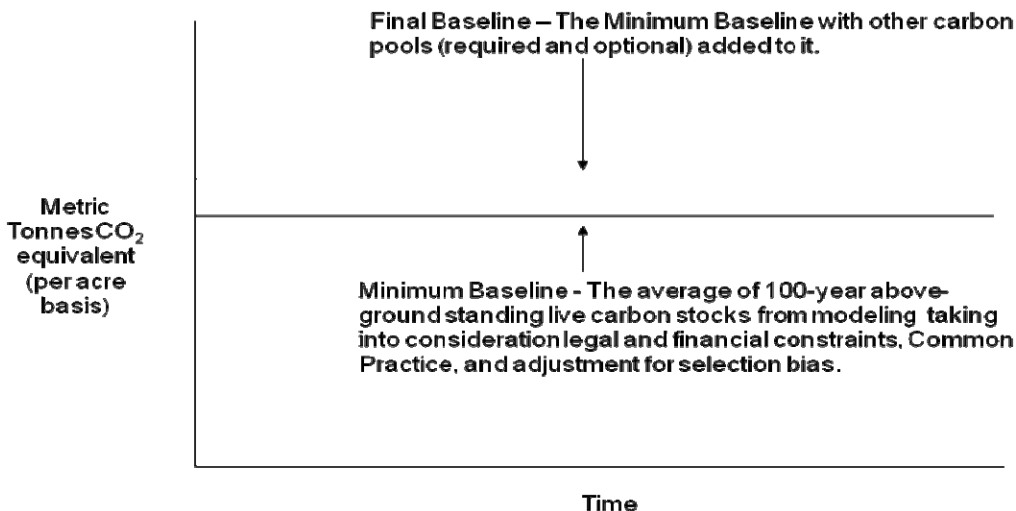 Final Baseline – The Minimum Baseline with other carbon
pools (required and optional) added to it.
Metric
Tonnes CO₂
equivalent
(per acre
basis)
Minimum Baseline - The average of 100-year above-
ground standing live carbon stocks from modeling taking
into consideration legal and financial constraints, Common
Practice, and adjustment for selection bias.
Time